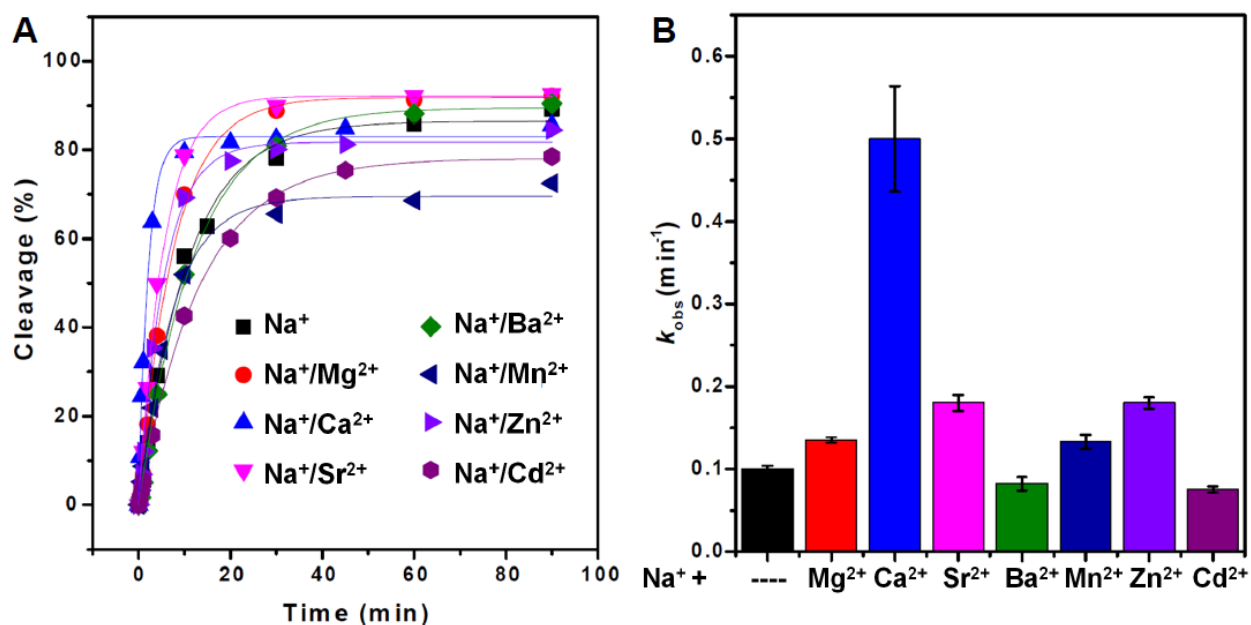 A
Cleavage (%)
100
80
60
40
20
0
Na⁺
Na⁺/Mg²⁺
Na⁺/Ca²⁺
Na⁺/Sr²⁺
Na⁺/Ba²⁺
Na⁺/Mn²⁺
Na⁺/Zn²⁺
Na⁺/Cd²⁺
0 20 40 60 80 100
Time (min)
B
k_obs (min⁻¹)
0.6
0.5
0.4
0.3
0.2
0.1
0.0
Na⁺ + ---- Mg²⁺ Ca²⁺ Sr²⁺ Ba²⁺ Mn²⁺ Zn²⁺ Cd²⁺